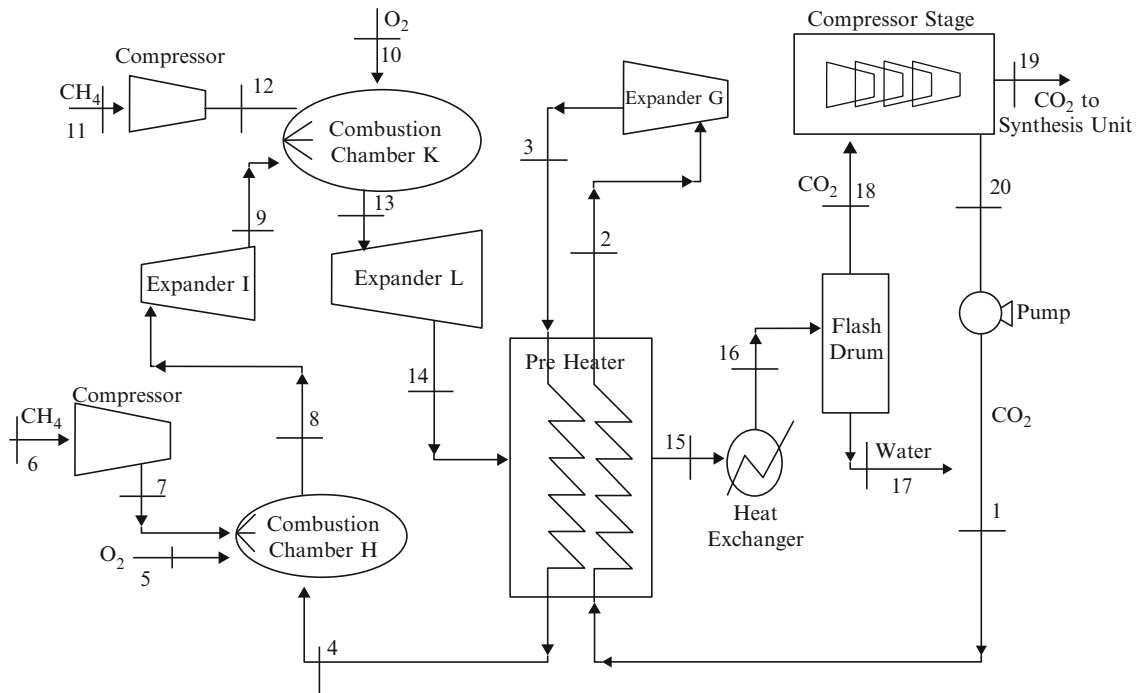 O₂
10
Compressor
12
CH₄
11
Combustion
Chamber K
Expander G
Compressor Stage
19
CO₂ to
Synthesis Unit
3
CO₂
18
20
9
13
2
Expander I
Expander L
Flash
Drum
Pump
Pre Heater
16
14
Compressor
CH₄
6
8
7
15
Water
17
CO₂
Heat
Exchanger
1
Combustion
Chamber H
O₂
5
4